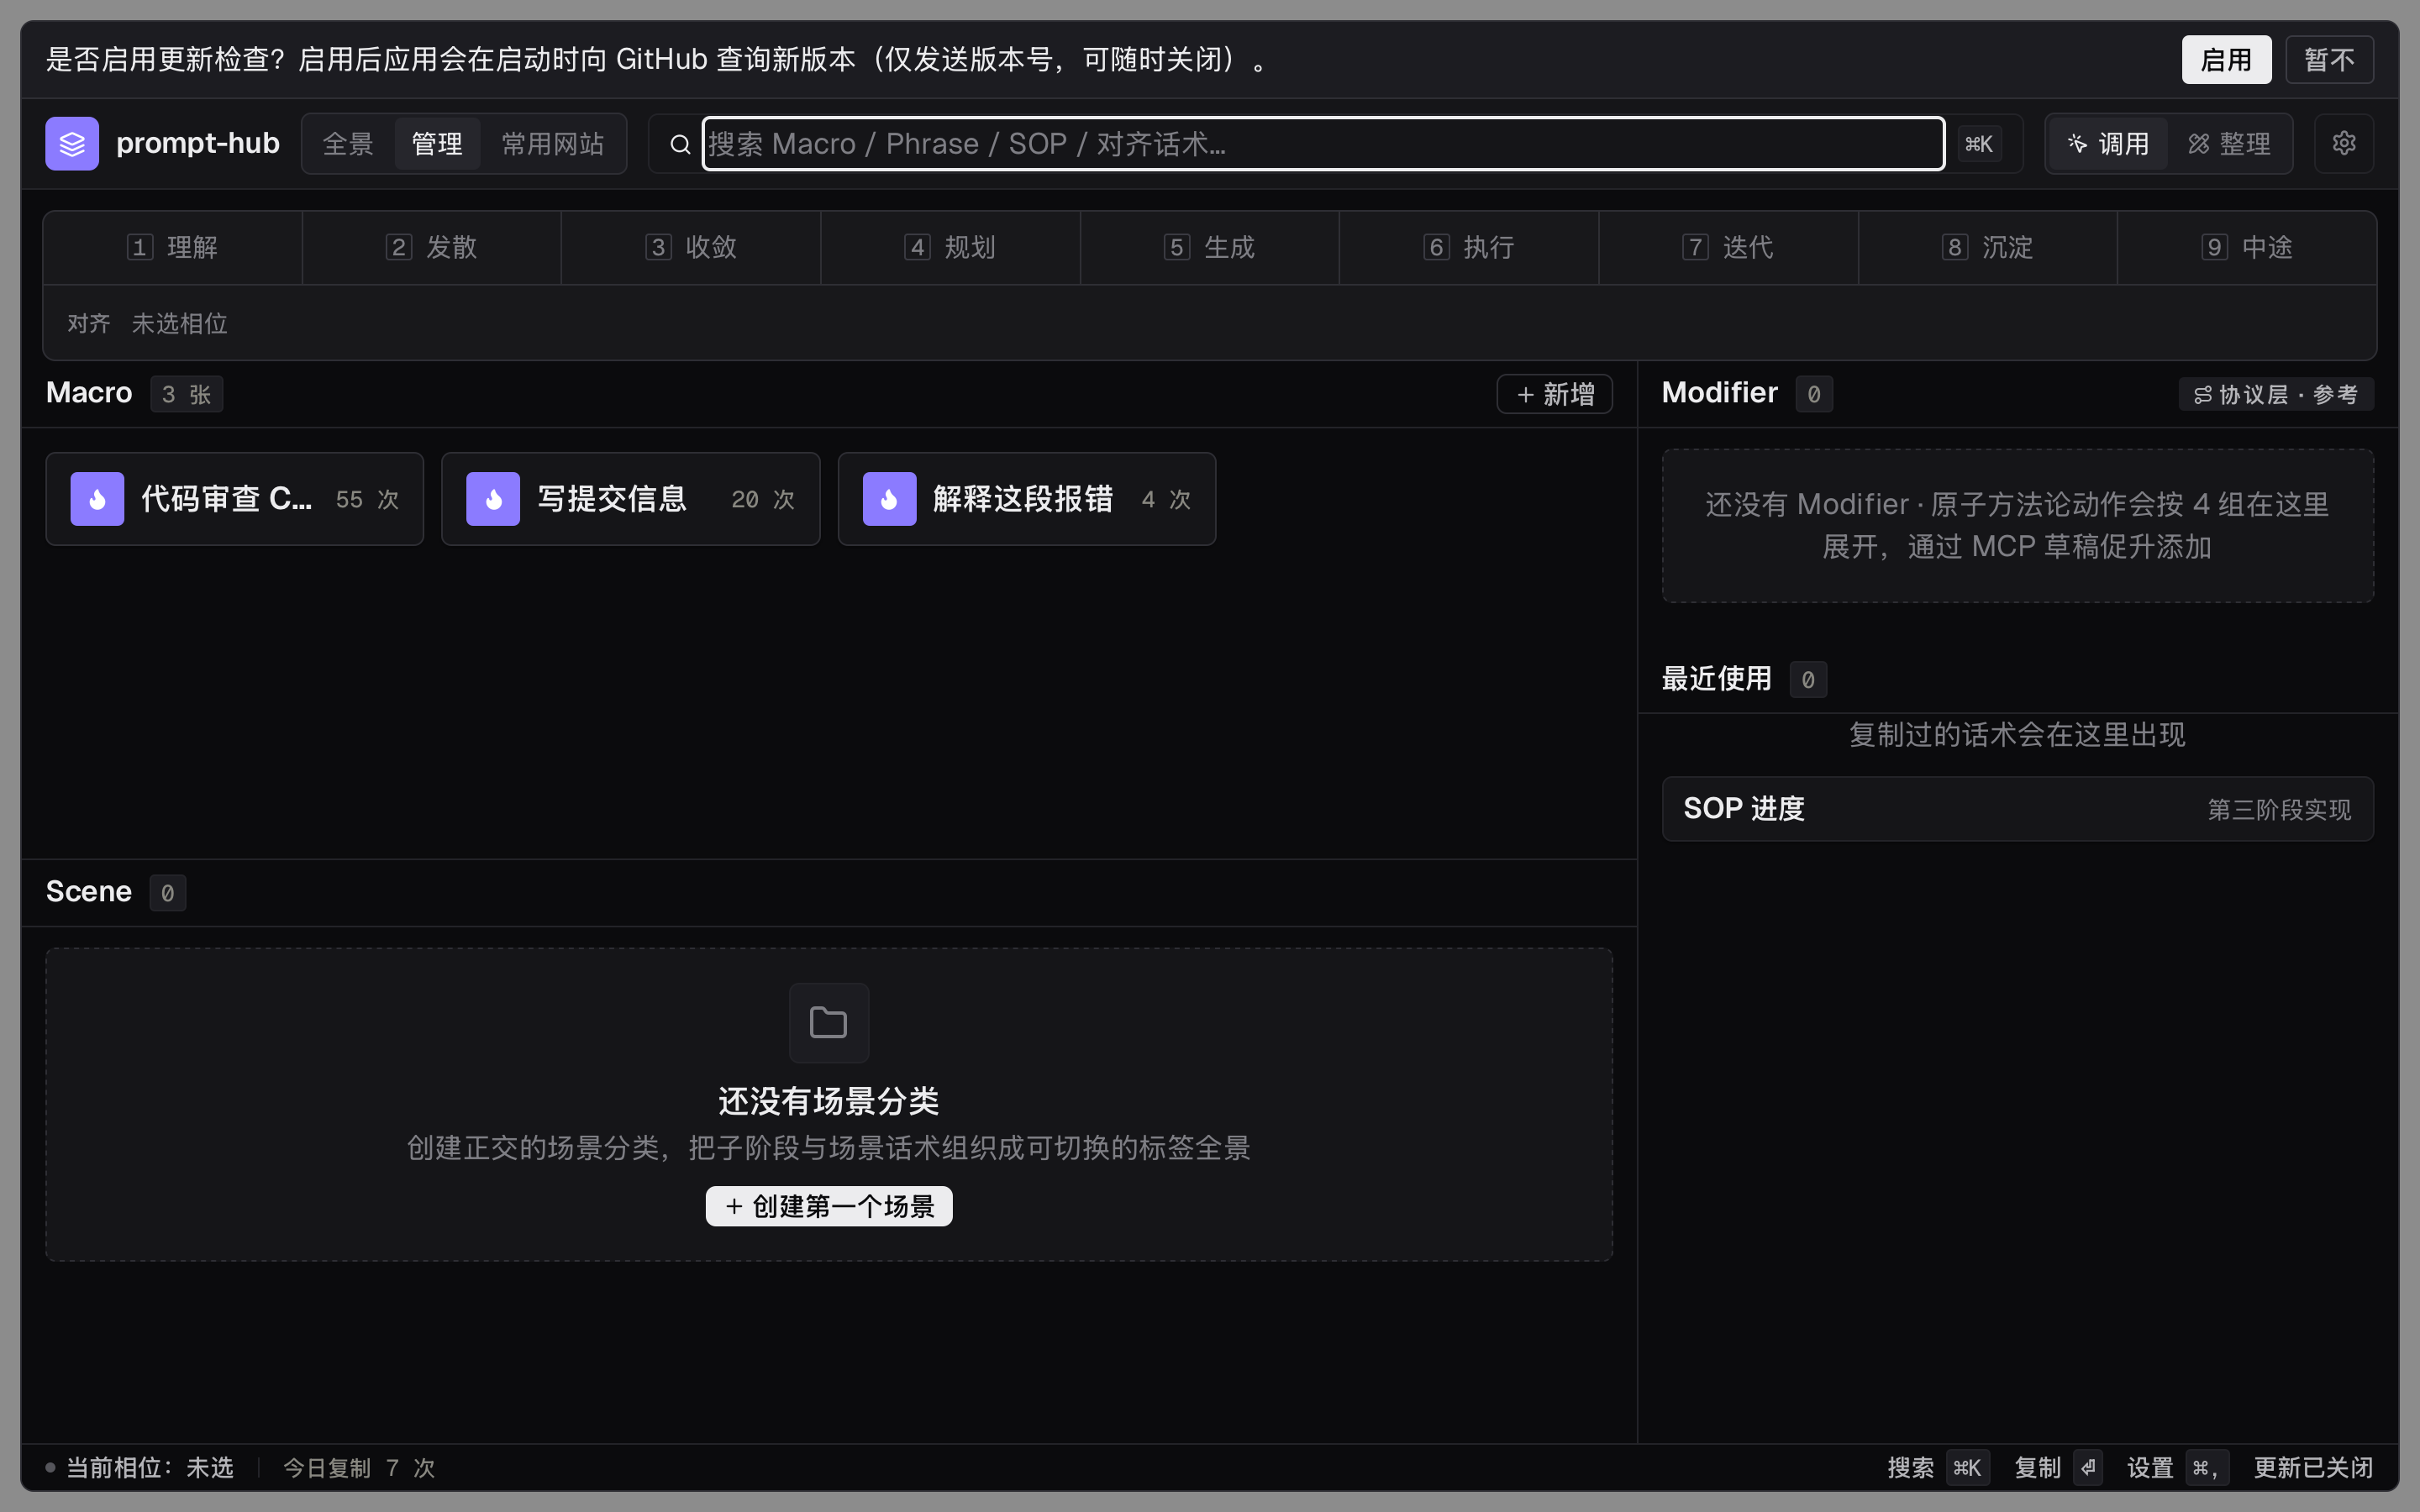 是否启用更新检查？启用后应用会在启动时向 GitHub 查询新版本（仅发送版本号，可随时关闭）。
启用 暂不
prompt-hub 全景 管理 常用网站 搜索 Macro / Phrase / SOP / 对齐话术… ⌘K 调用 整理
1 理解 2 发散 3 收敛 4 规划 5 生成 6 执行 7 迭代 8 沉淀 9 中途
对齐 未选相位
Macro 3 张 + 新增
代码审查 C… 55 次 写提交信息 20 次 解释这段报错 4 次
Scene 0
还没有场景分类
创建正交的场景分类，把子阶段与场景话术组织成可切换的标签全景
+ 创建第一个场景
Modifier 0 协议层 · 参考
还没有 Modifier · 原子方法论动作会按 4 组在这里
展开，通过 MCP 草稿促升添加
最近使用 0
复制过的话术会在这里出现
SOP 进度 第三阶段实现
当前相位：未选 今日复制 7 次 搜索 ⌘K 复制 ⏎ 设置 ⌘, 更新已关闭